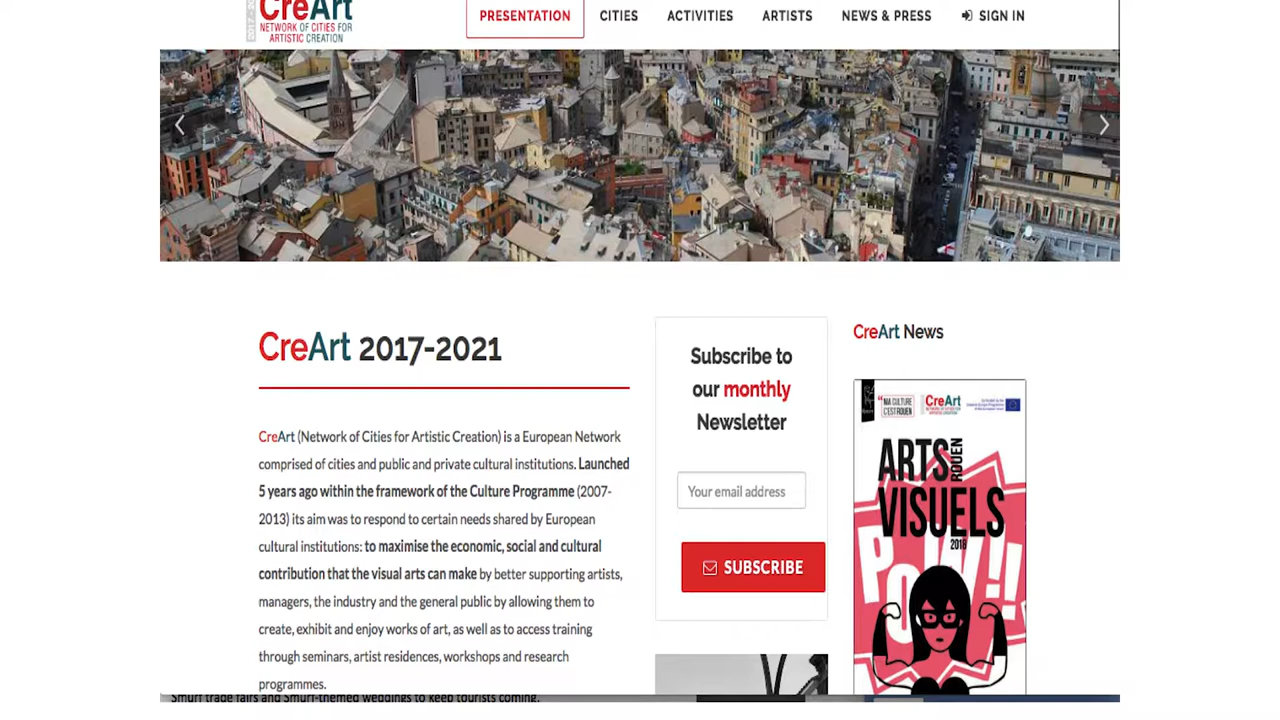 CreArt
NETWORK OF CITIES FOR
ARTISTIC CREATION
PRESENTATION
CITIES
ACTIVITIES
ARTISTS
NEWS & PRESS
SIGN IN
CreArt 2017-2021
CreArt (Network of Cities for Artistic Creation) is a European Network
comprised of cities and public and private cultural institutions. Launched
5 years ago within the framework of the Culture Programme (2007-
2013) its aim was to respond to certain needs shared by European
cultural institutions: to maximise the economic, social and cultural
contribution that the visual arts can make by better supporting artists,
managers, the industry and the general public by allowing them to
create, exhibit and enjoy works of art, as well as to access training
through seminars, artist residences, workshops and research
programmes.
Smurf trade fairs and Smurf-themed weddings to keep tourists coming.
Subscribe to
our monthly
Newsletter
Your email address
SUBSCRIBE
CreArt News
MA CULTURE
C'EST ROUEN
CreArt
ARTS
ROUEN
VISUELS
2018
POW!!